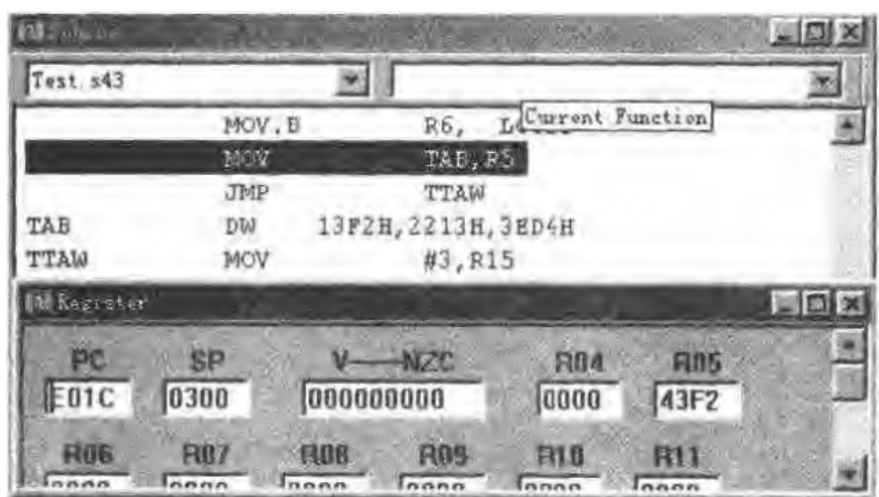 Test.s43
Current Function
MOV.B R6,
MOV TAB,R5
JMP TTAW
TAB DW 13F2H,2213H,3ED4H
TTAW MOV #3,R15
Register
PC SP V——NZC R04 R05
E01C 0300 000000000 0000 43F2
R06 R07 R08 R09 R10 R11